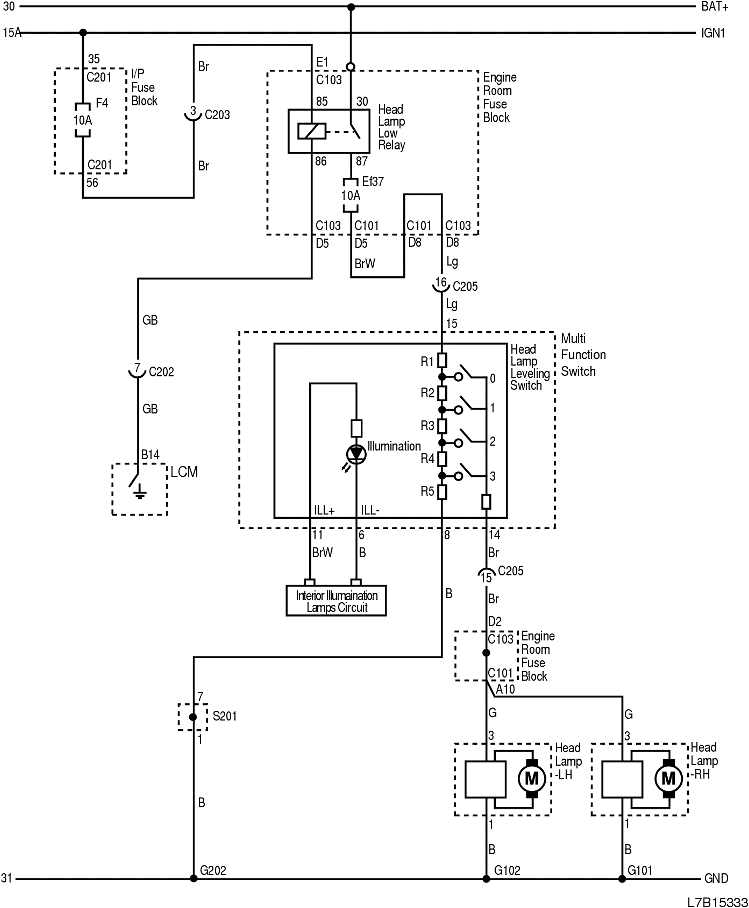 30
BAT+
15A
IGN1
35
C201
I/P
Fuse
Block
F4
10A
C201
56
Br
3
C203
Br
E1
C103
Engine
Room
Fuse
Block
85
30
Head
Lamp
Low
Relay
86
87
Ef37
10A
C103
C101
C101
C103
D5
D5
D8
D8
BrW
Lg
16
C205
Lg
15
GB
7
C202
GB
B14
LCM
Multi
Function
Switch
Head
Lamp
Leveling
Switch
R1
0
R2
1
R3
2
R4
3
R5
Illumination
ILL+
ILL-
11
6
8
14
BrW
B
Br
15
C205
B
Br
Interior Illumaination
Lamps Circuit
D2
C103
Engine
Room
Fuse
Block
C101
A10
7
S201
1
G
G
3
3
Head
Lamp
-LH
Head
Lamp
-RH
M
M
1
1
B
B
B
31
G202
G102
G101
GND
L7B15333